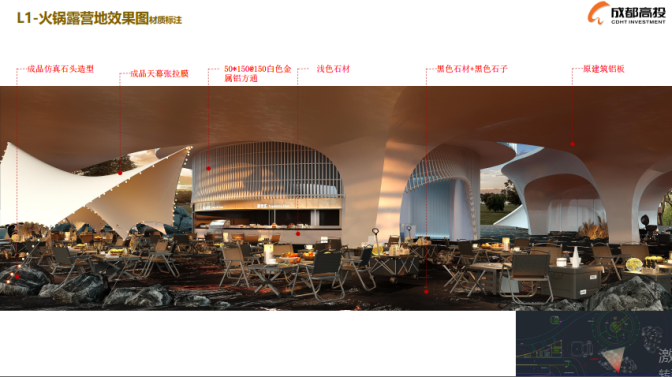 L1-火锅露营地效果图材质标注
成都高投
CDHT INVESTMENT
成品仿真石头造型
成品天幕张拉膜
50*150@150白色金
属铝方通
浅色石材
黑色石材+黑色石子
原建筑铝板
激